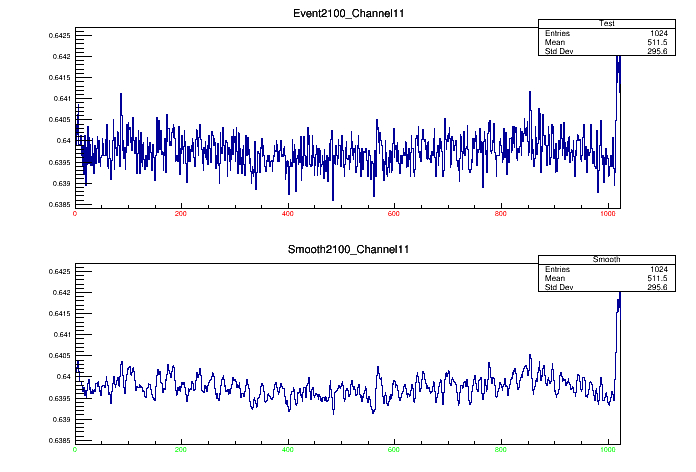 Event2100_Channel11
Test
Entries 1024
Mean 511.5
Std Dev 295.6
0.6425
0.642
0.6415
0.641
0.6405
0.64
0.6395
0.639
0.6385
0 200 400 600 800 1000
Smooth2100_Channel11
Smooth
Entries 1024
Mean 511.5
Std Dev 295.6
0.6425
0.642
0.6415
0.641
0.6405
0.64
0.6395
0.639
0.6385
0 200 400 600 800 1000